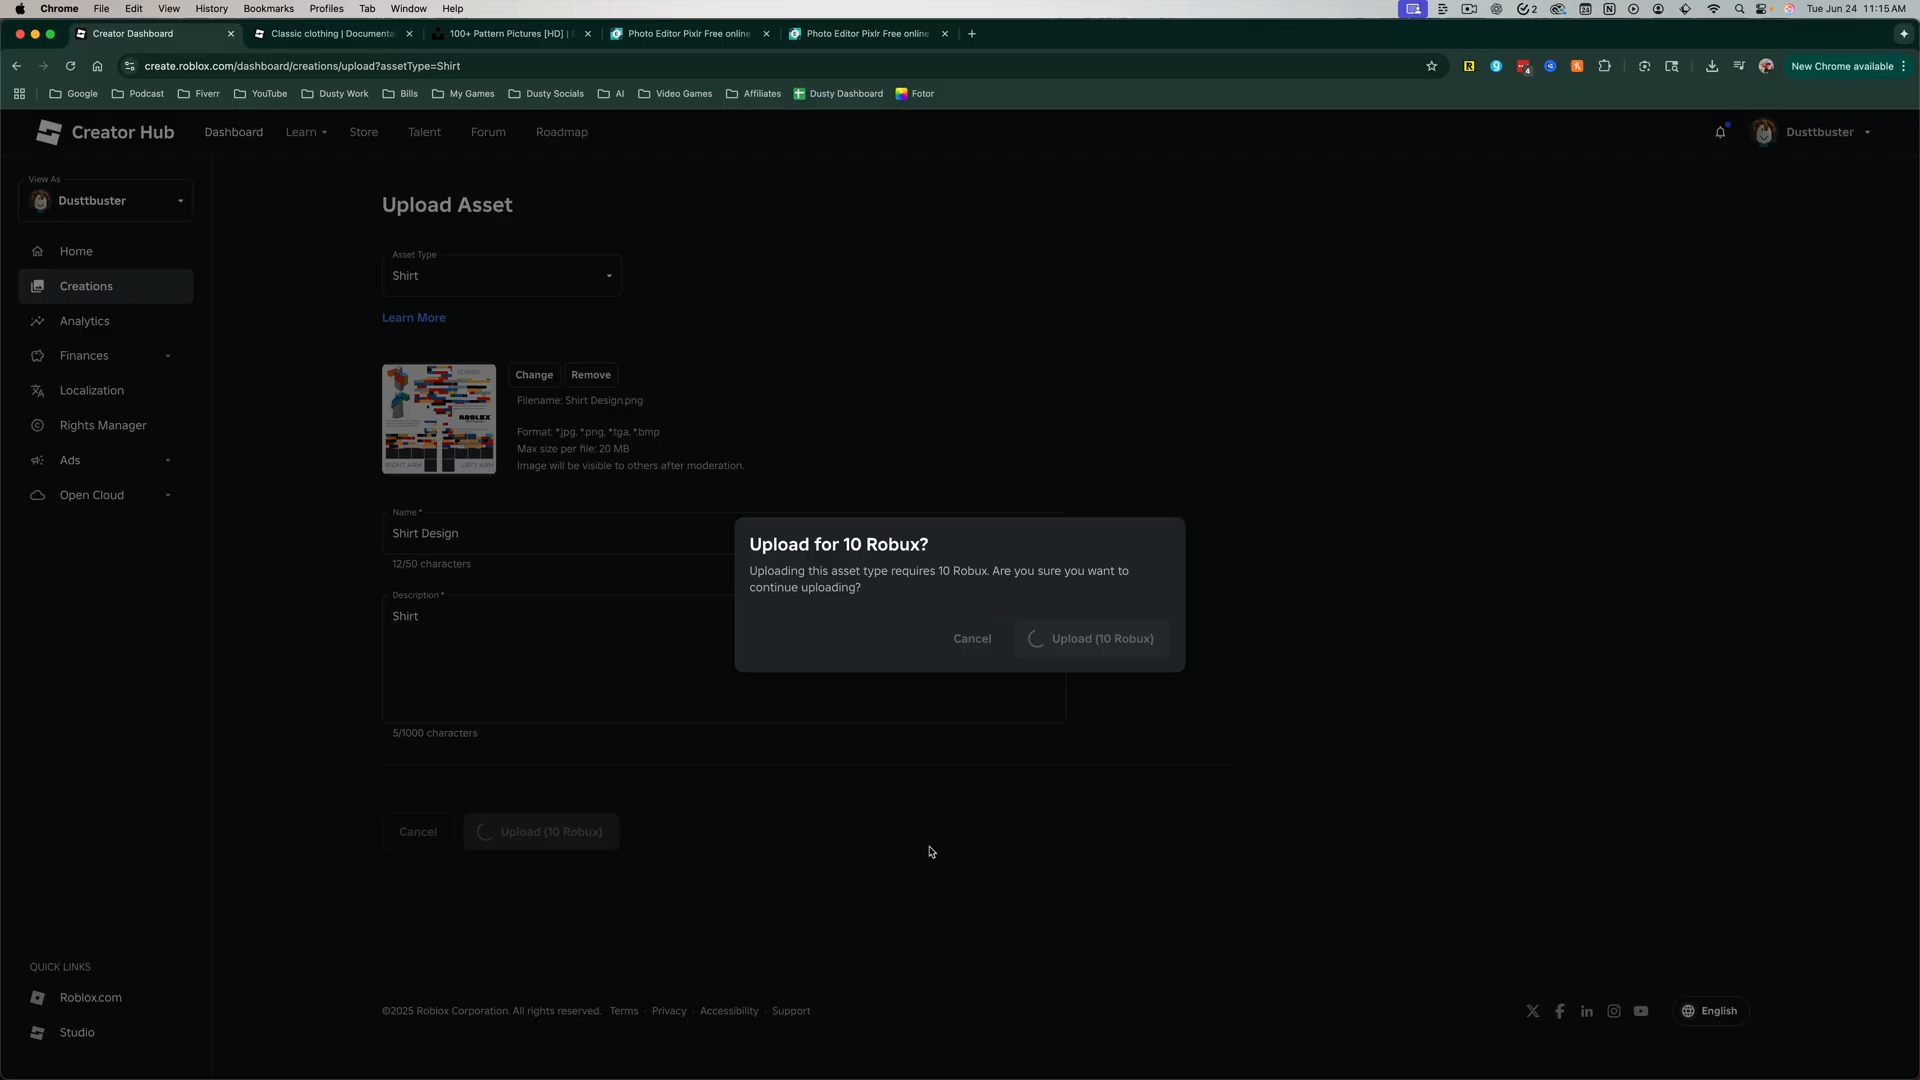 Chrome File Edit View History Bookmarks Profiles Tab Window Help
2
Tue Jun 24 11:15 AM
Creator Dashboard
Classic clothing | Documenta
100+ Pattern Pictures [HD] |
Photo Editor Pixlr Free online
Photo Editor Pixlr Free online
create.roblox.com/dashboard/creations/upload?assetType=Shirt
New Chrome available
Google Podcast Fiverr YouTube Dusty Work Bills My Games Dusty Socials AI Video Games Affiliates Dusty Dashboard Fotor
Creator Hub Dashboard Learn Store Talent Forum Roadmap
Dusttbuster
View As
Dusttbuster
Home
Creations
Analytics
Finances
Localization
Rights Manager
Ads
Open Cloud
QUICK LINKS
Roblox.com
Studio
Upload Asset
Asset Type
Shirt
Learn More
TORSO
ROBLOX
RIGHT ARM LEFT ARM
Change Remove
Filename: Shirt Design.png
Format: *.jpg, *.png, *.tga, *.bmp
Max size per file: 20 MB
Image will be visible to others after moderation.
Name*
Shirt Design
12/50 characters
Description*
Shirt
5/1000 characters
Upload for 10 Robux?
Uploading this asset type requires 10 Robux. Are you sure you want to
continue uploading?
Cancel Upload (10 Robux)
Cancel Upload (10 Robux)
©2025 Roblox Corporation. All rights reserved. Terms · Privacy · Accessibility · Support
English